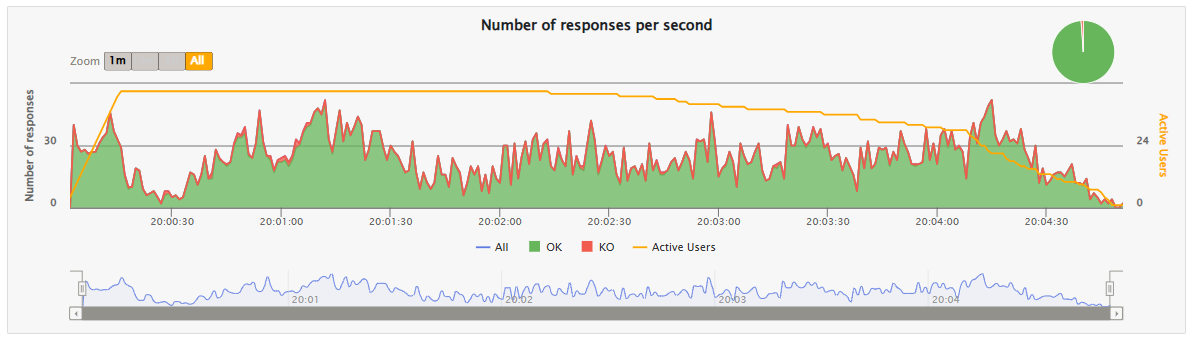 Number of responses per second
Zoom 1m All
Number of responses
30
0
Active Users
24
0
20:00:30 20:01:00 20:01:30 20:02:00 20:02:30 20:03:00 20:03:30 20:04:00 20:04:30
All OK KO Active Users
20:01 20:02 20:03 20:04